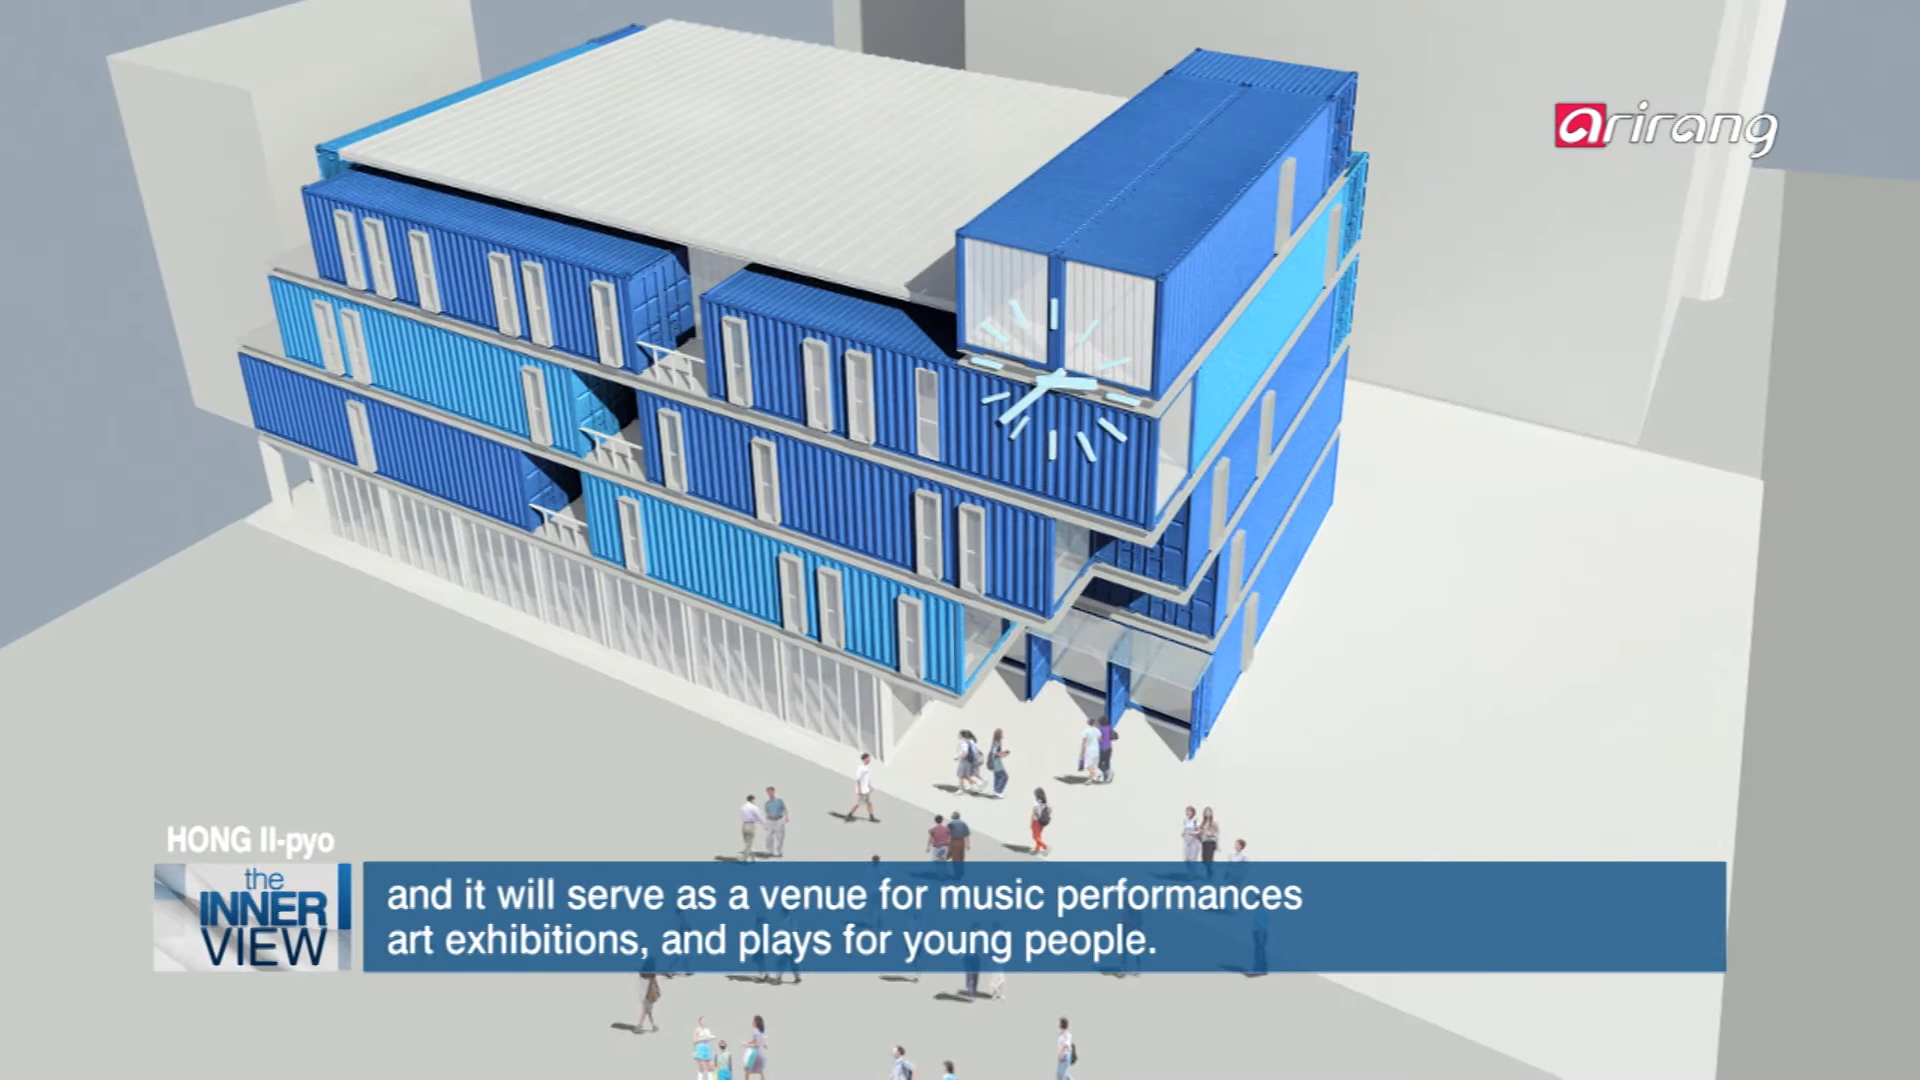 arirang
HONG Il-pyo
the
INNER
VIEW
and it will serve as a venue for music performances
art exhibitions, and plays for young people.